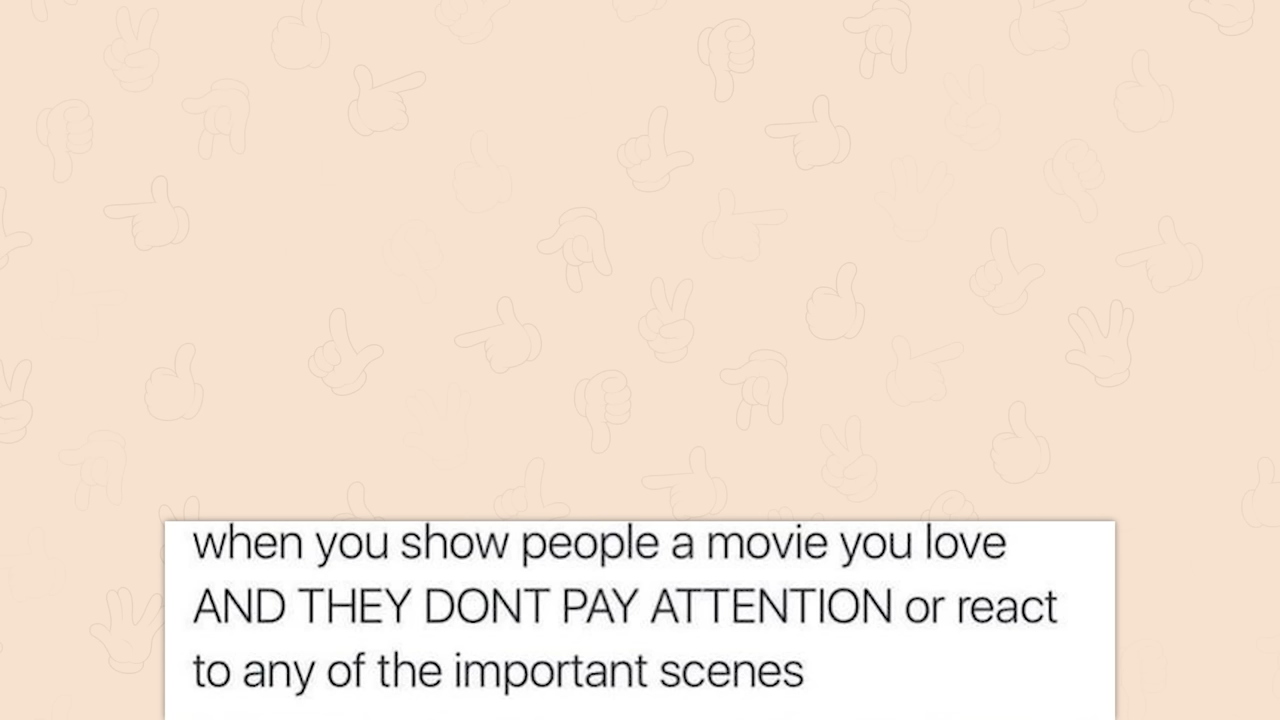 when you show people a movie you love
AND THEY DONT PAY ATTENTION or react
to any of the important scenes